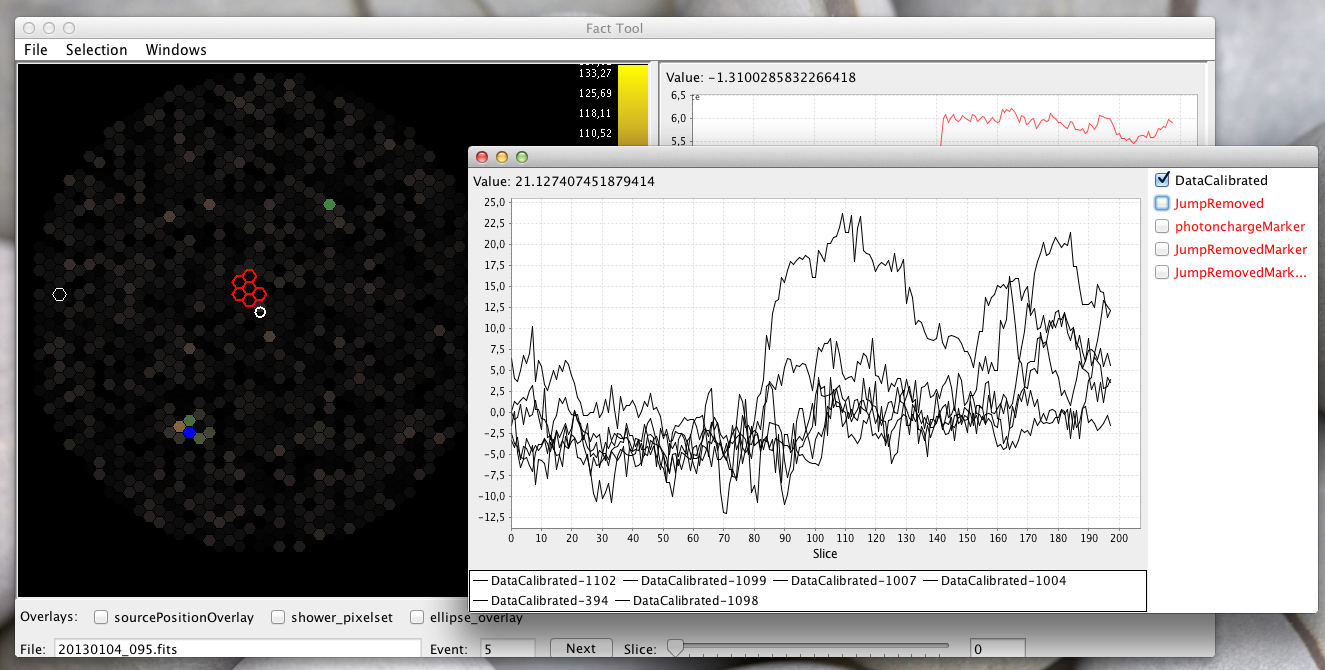 Fact Tool
File Selection Windows
133,27
125,69
118,11
110,52
Value: −1.3100285832266418
6,5
6,0
5,5
Value: 21.127407451879414
25,0
22,5
20,0
17,5
15,0
12,5
10,0
7,5
5,0
2,5
0,0
−2,5
−5,0
−7,5
−10,0
−12,5
0 10 20 30 40 50 60 70 80 90 100 110 120 130 140 150 160 170 180 190 200
Slice
DataCalibrated-1102 DataCalibrated-1099 DataCalibrated-1007 DataCalibrated-1004
DataCalibrated-394 DataCalibrated-1098
DataCalibrated
JumpRemoved
photonchargeMarker
JumpRemovedMarker
JumpRemovedMark...
Overlays: sourcePositionOverlay shower_pixelset ellipse_overlay
File: 20130104_095.fits Event: 5 Next Slice: 0